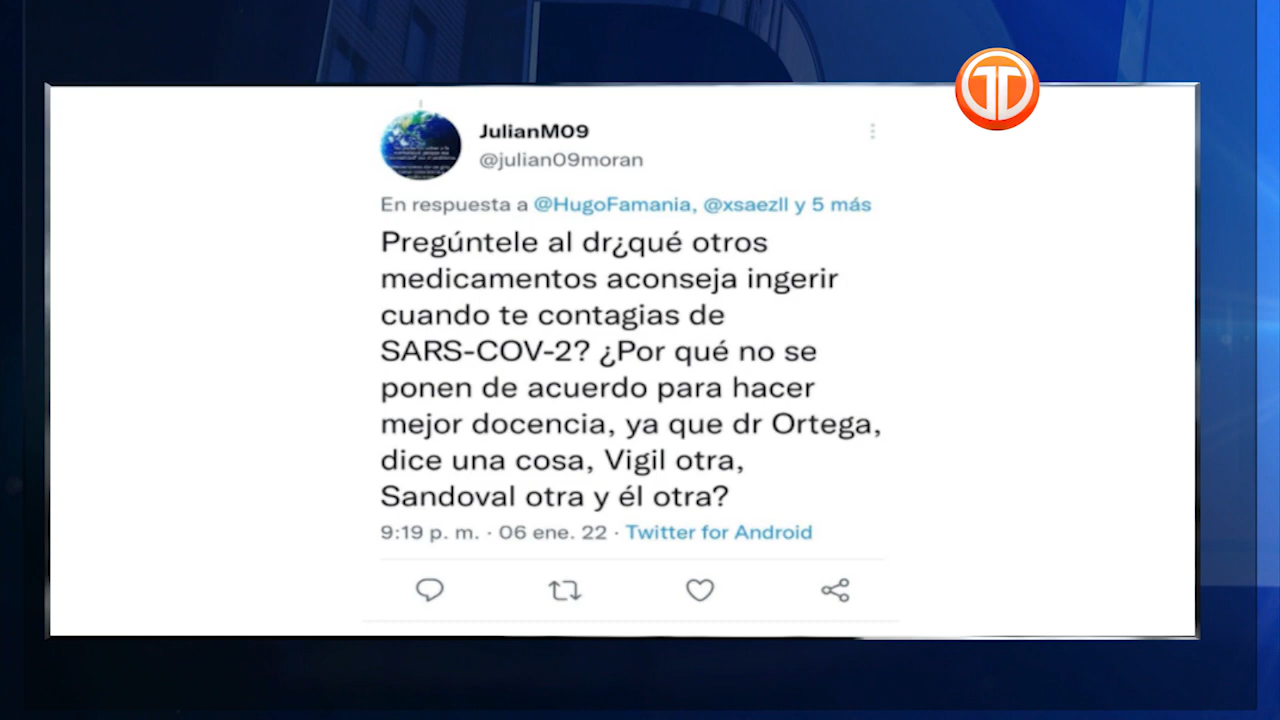 JulianM09
@julian09moran
En respuesta a @HugoFamania, @xsaezll y 5 más
Pregúntele al dr¿qué otros
medicamentos aconseja ingerir
cuando te contagias de
SARS-COV-2? ¿Por qué no se
ponen de acuerdo para hacer
mejor docencia, ya que dr Ortega,
dice una cosa, Vigil otra,
Sandoval otra y él otra?
9:19 p. m. · 06 ene. 22 · Twitter for Android